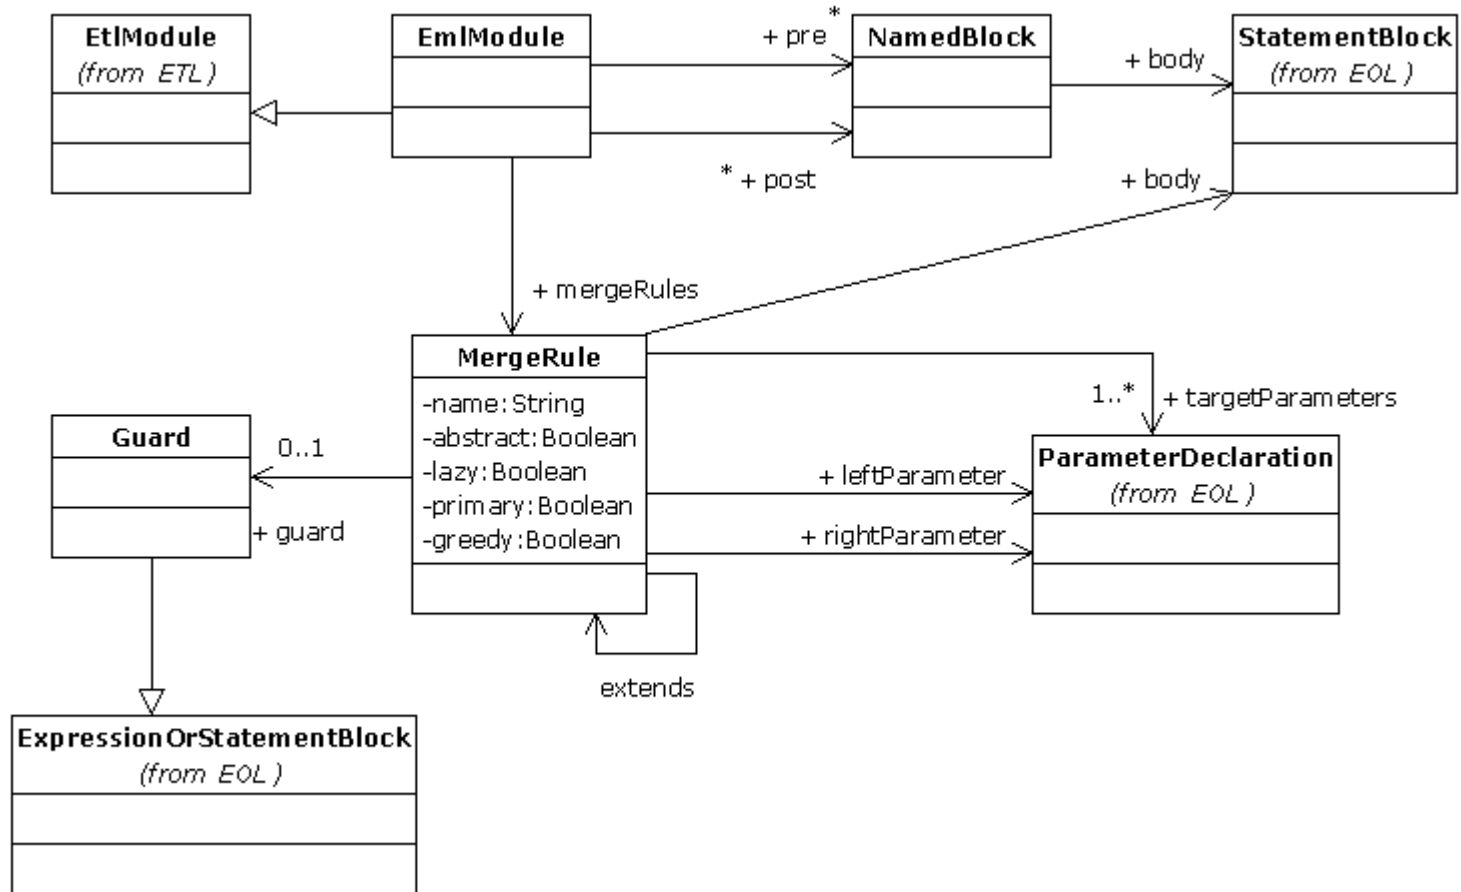 EtlModule
(from ETL)
EmlModule
+ pre
*
NamedBlock
StatementBlock
(from EOL)
+ body
* + post
+ body
+ mergeRules
MergeRule
-name:String
-abstract:Boolean
-lazy:Boolean
-primary:Boolean
-greedy:Boolean
1..*
+ targetParameters
Guard
0..1
+ guard
+ leftParameter
+ rightParameter
ParameterDeclaration
(from EOL)
extends
ExpressionOrStatementBlock
(from EOL)